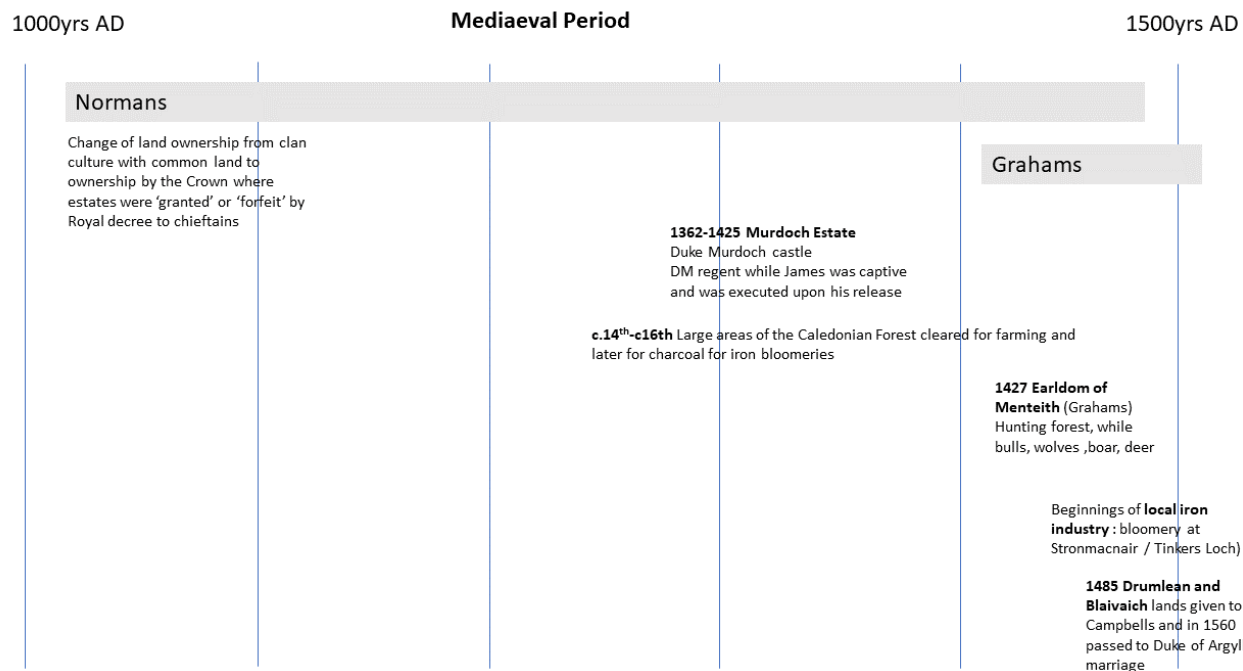 1000yrs AD
Mediaeval Period
1500yrs AD
Normans
Change of land ownership from clan
culture with common land to
ownership by the Crown where
estates were ‘granted’ or ‘forfeit’ by
Royal decree to chieftains
Grahams
1362-1425 Murdoch Estate
Duke Murdoch castle
DM regent while James was captive
and was executed upon his release
c.14th-c16th Large areas of the Caledonian Forest cleared for farming and
later for charcoal for iron bloomeries
1427 Earldom of
Menteith (Grahams)
Hunting forest, while
bulls, wolves ,boar, deer
Beginnings of local iron
industry : bloomery at
Stronmacnair / Tinkers Loch)
1485 Drumlean and
Blaivaich lands given to
Campbells and in 1560
passed to Duke of Argyl
marriage